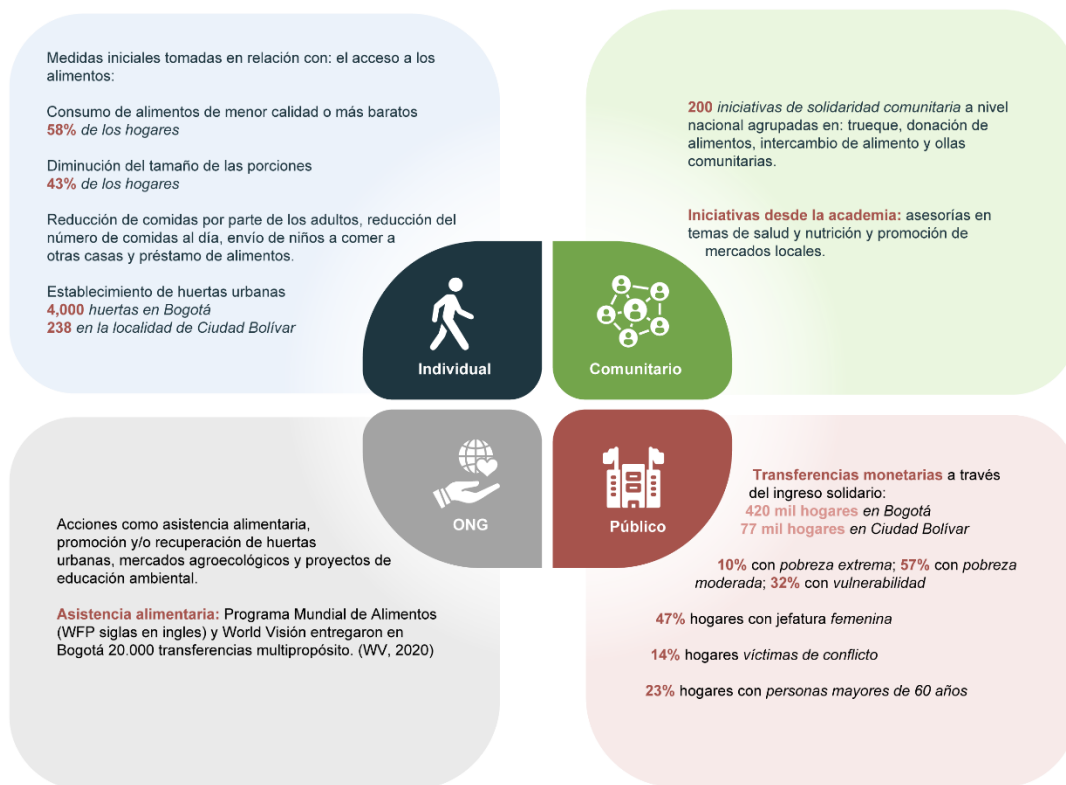 Medidas iniciales tomadas en relación con: el acceso a los
alimentos:
Consumo de alimentos de menor calidad o más baratos
58% de los hogares
Diminución del tamaño de las porciones
43% de los hogares
Reducción de comidas por parte de los adultos, reducción del
número de comidas al día, envío de niños a comer a
otras casas y préstamo de alimentos.
Establecimiento de huertas urbanas
4,000 huertas en Bogotá
238 en la localidad de Ciudad Bolívar
Individual
200 iniciativas de solidaridad comunitaria a nivel
nacional agrupadas en: trueque, donación de
alimentos, intercambio de alimento y ollas
comunitarias.
Iniciativas desde la academia: asesorías en
temas de salud y nutrición y promoción de
mercados locales.
Comunitario
Acciones como asistencia alimentaria,
promoción y/o recuperación de huertas
urbanas, mercados agroecológicos y proyectos de
educación ambiental.
Asistencia alimentaria: Programa Mundial de Alimentos
(WFP siglas en ingles) y World Visión entregaron en
Bogotá 20.000 transferencias multipropósito. (WV, 2020)
ONG
Público
Transferencias monetarias a través
del ingreso solidario:
420 mil hogares en Bogotá
77 mil hogares en Ciudad Bolívar
10% con pobreza extrema; 57% con pobreza
moderada; 32% con vulnerabilidad
47% hogares con jefatura femenina
14% hogares víctimas de conflicto
23% hogares con personas mayores de 60 años